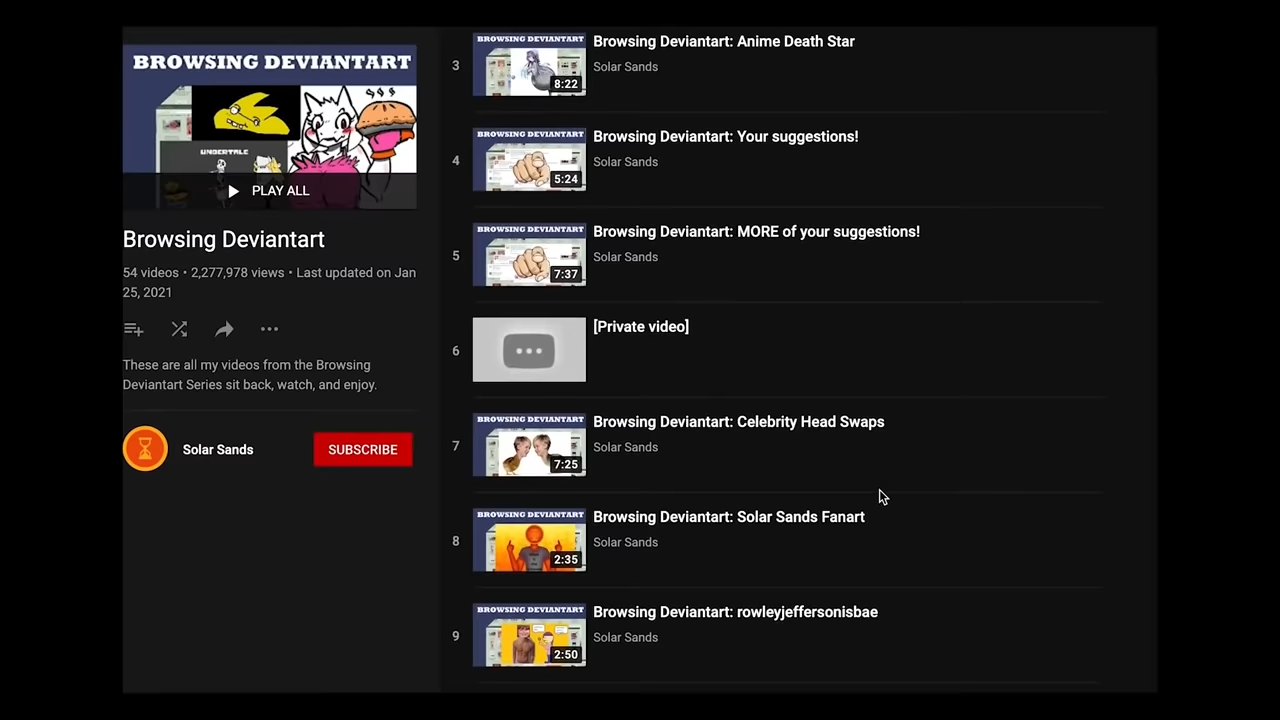 BROWSING DEVIANTART
UNDERTALE
PLAY ALL
Browsing Deviantart
54 videos • 2,277,978 views • Last updated on Jan
25, 2021
These are all my videos from the Browsing
Deviantart Series sit back, watch, and enjoy.
Solar Sands
SUBSCRIBE
3
BROWSING DEVIANTART
8:22
Browsing Deviantart: Anime Death Star
Solar Sands
4
BROWSING DEVIANTART
5:24
Browsing Deviantart: Your suggestions!
Solar Sands
5
BROWSING DEVIANTART
7:37
Browsing Deviantart: MORE of your suggestions!
Solar Sands
6
[Private video]
7
BROWSING DEVIANTART
7:25
Browsing Deviantart: Celebrity Head Swaps
Solar Sands
8
BROWSING DEVIANTART
2:35
Browsing Deviantart: Solar Sands Fanart
Solar Sands
9
BROWSING DEVIANTART
2:50
Browsing Deviantart: rowleyjeffersonisbae
Solar Sands